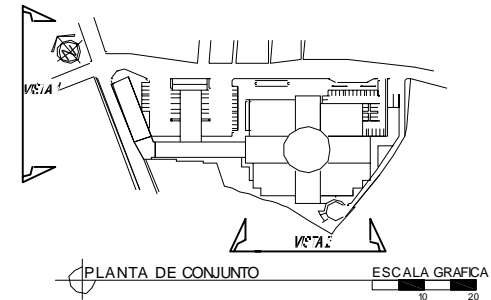 N
VISTA 1
VISTA 2
PLANTA DE CONJUNTO
ESCALA GRAFICA
10 20